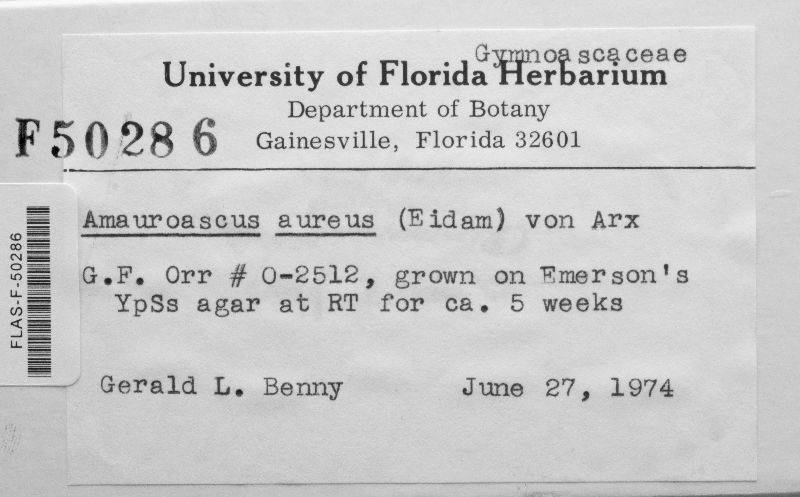 Gymnoascaceae
University of Florida Herbarium
Department of Botany
Gainesville, Florida 32601
F50286
FLAS-F-50286
Amauroascus aureus (Eidam) von Arx
G.F. Orr # O-2512, grown on Emerson's
YpSs agar at RT for ca. 5 weeks
Gerald L. Benny June 27, 1974